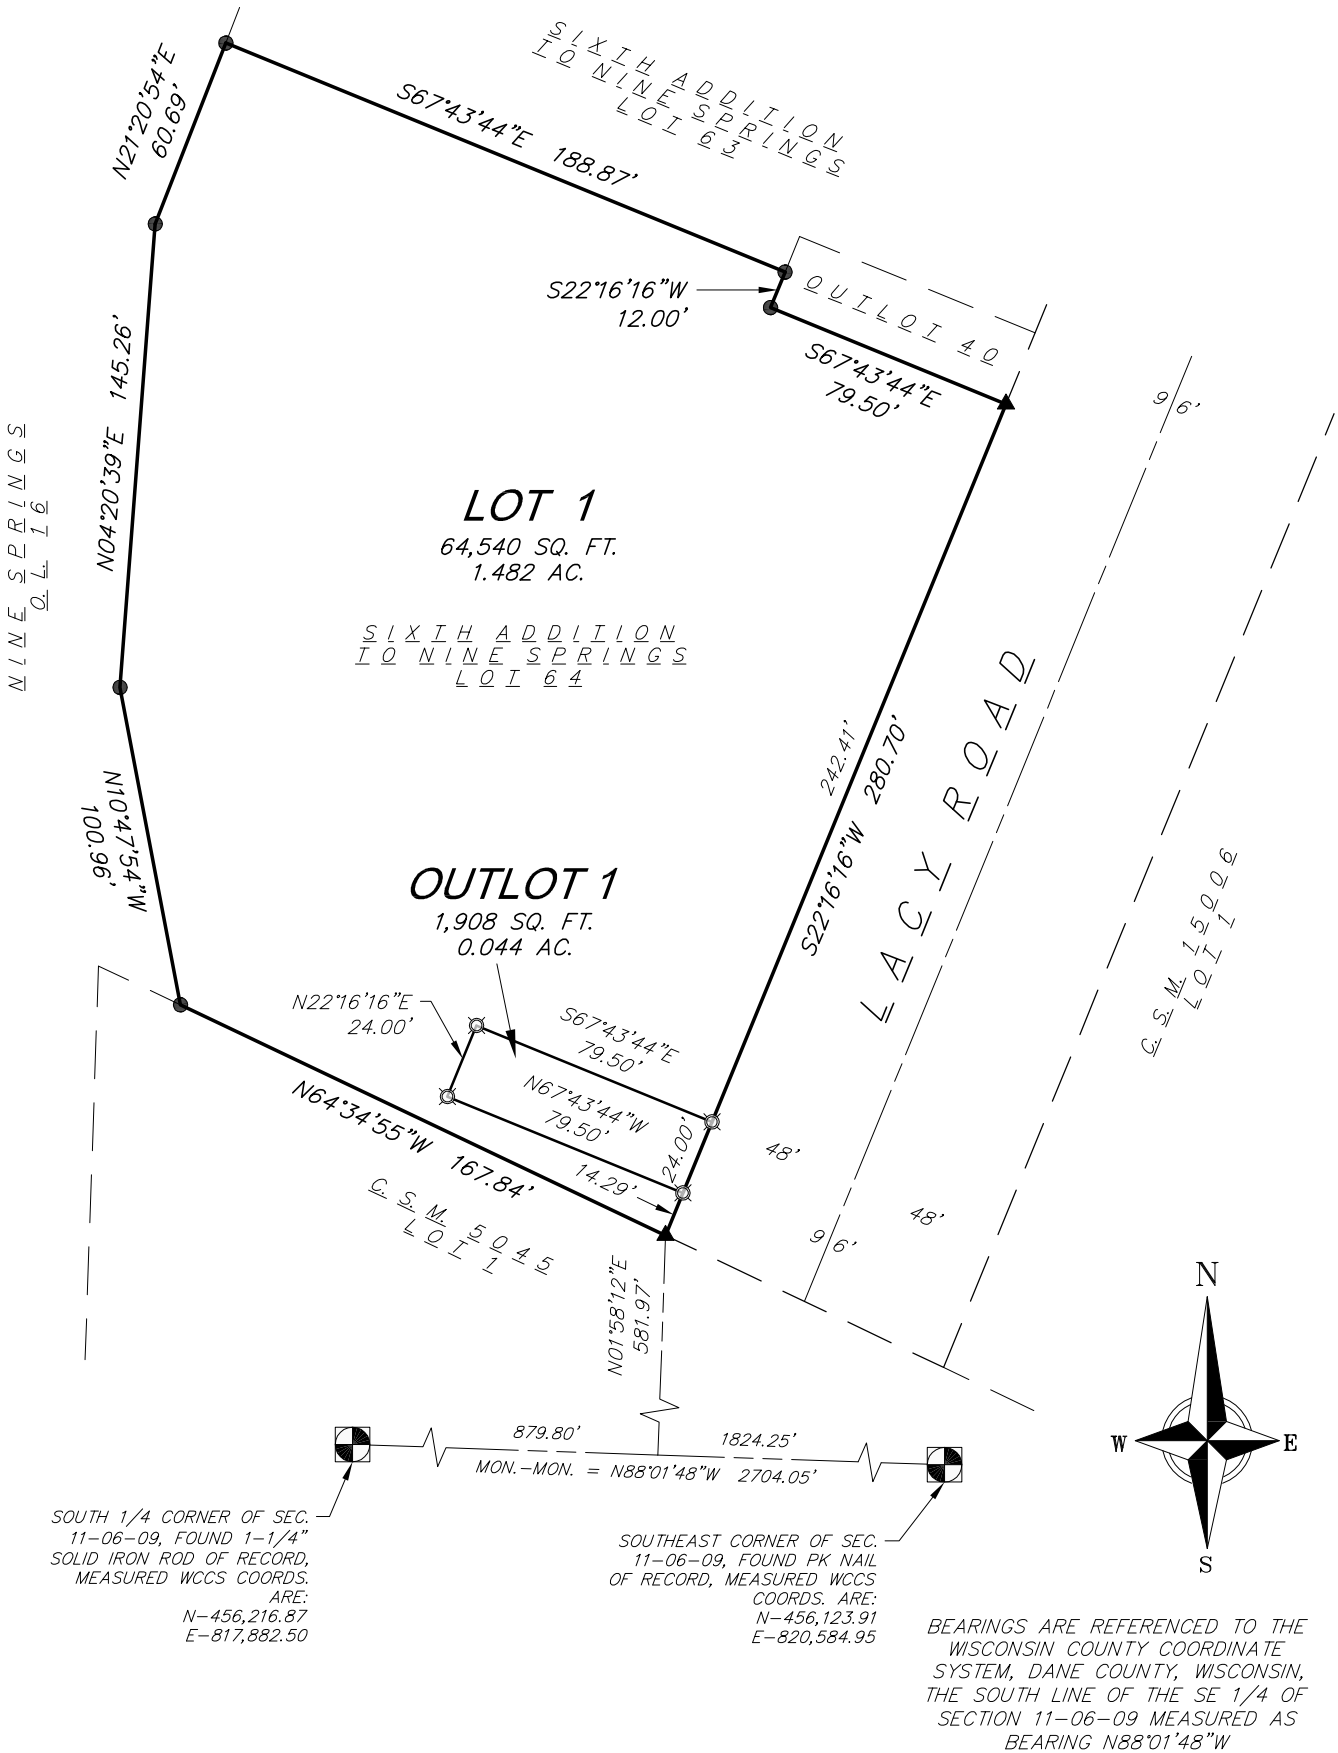 SIXTH ADDITION
TO NINE SPRINGS
LOT 63
N21°20'54"E
60.69'
S67°43'44"E 188.87'
S22°16'16"W
12.00'
OUTLOT 40
S67°43'44"E
79.50'
96'
N04°20'39"E 145.26'
NINE SPRINGS
O.L. 16
LOT 1
64,540 SQ. FT.
1.482 AC.
SIXTH ADDITION
TO NINE SPRINGS
LOT 64
242.41'
S22°16'16"W 280.70'
LACY ROAD
C.S.M. 15006
LOT 1
N10°47'54"W
100.96'
OUTLOT 1
1,908 SQ. FT.
0.044 AC.
N22°16'16"E
24.00'
S67°43'44"E
79.50'
N67°43'44"W
79.50'
24.00'
14.29'
N64°34'55"W 167.84'
C.S.M. 5045
LOT 1
48'
48'
96'
N01°58'12"E
581.97'
879.80'
1824.25'
MON.-MON. = N88°01'48"W 2704.05'
SOUTH 1/4 CORNER OF SEC.
11-06-09, FOUND 1-1/4"
SOLID IRON ROD OF RECORD,
MEASURED WCCS COORDS.
ARE:
N-456,216.87
E-817,882.50
SOUTHEAST CORNER OF SEC.
11-06-09, FOUND PK NAIL
OF RECORD, MEASURED WCCS
COORDS. ARE:
N-456,123.91
E-820,584.95
N
W
E
S
BEARINGS ARE REFERENCED TO THE
WISCONSIN COUNTY COORDINATE
SYSTEM, DANE COUNTY, WISCONSIN,
THE SOUTH LINE OF THE SE 1/4 OF
SECTION 11-06-09 MEASURED AS
BEARING N88°01'48"W